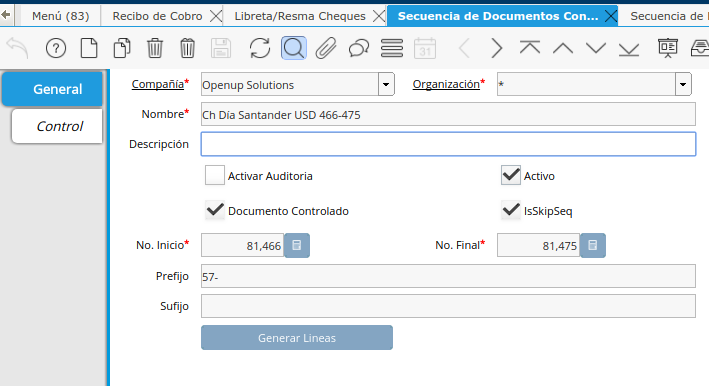 Menú (83) Recibo de Cobro Libreta/Resma Cheques Secuencia de Documentos Con... Secuencia de
31
General
Control
Compañía* Openup Solutions Organización* *
Nombre* Ch Día Santander USD 466-475
Descripción
Activar Auditoria Activo
Documento Controlado IsSkipSeq
No. Inicio* 81,466 No. Final* 81,475
Prefijo 57-
Sufijo
Generar Lineas